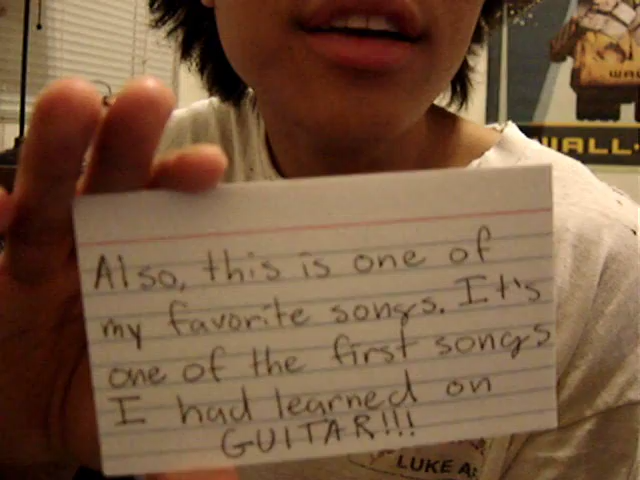 Also, this is one of
my favorite songs. It's
one of the first songs
I had learned on
GUITAR!!!
LUKE
WALL